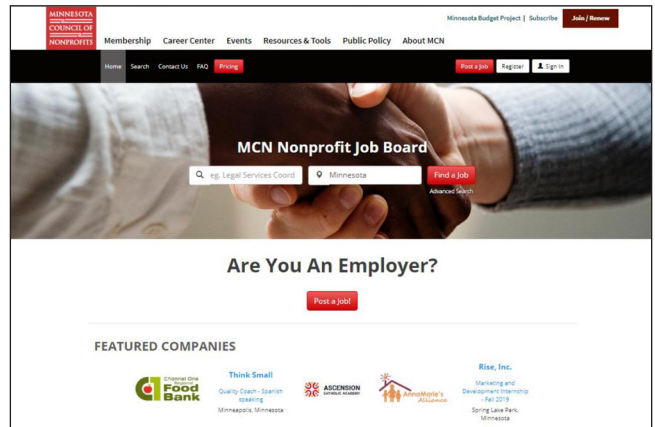 MINNESOTA
COUNCIL OF
NONPROFITS
Minnesota Budget Project | Subscribe
Join / Renew
Membership Career Center Events Resources & Tools Public Policy About MCN
Home Search Contact Us FAQ Pricing
Post a Job Register Sign In
MCN Nonprofit Job Board
eg. Legal Services Coord
Minnesota
Find a Job
Advanced Search
Are You An Employer?
Post a Job!
FEATURED COMPANIES
Channel One
Regional
Food
Bank
Think Small
Quality Coach - Spanish
speaking
Minneapolis, Minnesota
ASCENSION
CATHOLIC ACADEMY
AnnaMarie's
Alliance
Rise, Inc.
Marketing and
Development Internship
- Fall 2019
Spring Lake Park,
Minnesota